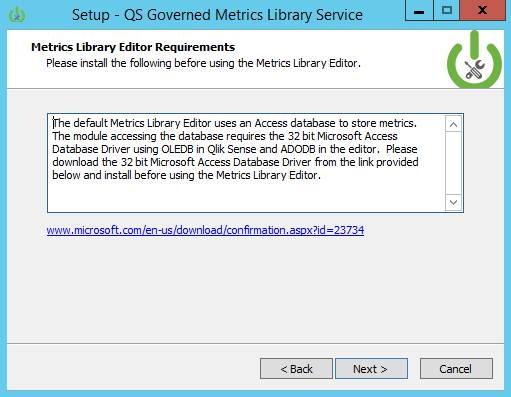 Setup - QS Governed Metrics Library Service
Metrics Library Editor Requirements
Please install the following before using the Metrics Library Editor.
The default Metrics Library Editor uses an Access database to store metrics.
The module accessing the database requires the 32 bit Microsoft Access
Database Driver using OLEDB in Qlik Sense and ADODB in the editor.  Please
download the 32 bit Microsoft Access Database Driver from the link provided
below and install before using the Metrics Library Editor.
www.microsoft.com/en-us/download/confirmation.aspx?id=23734
< Back
Next >
Cancel